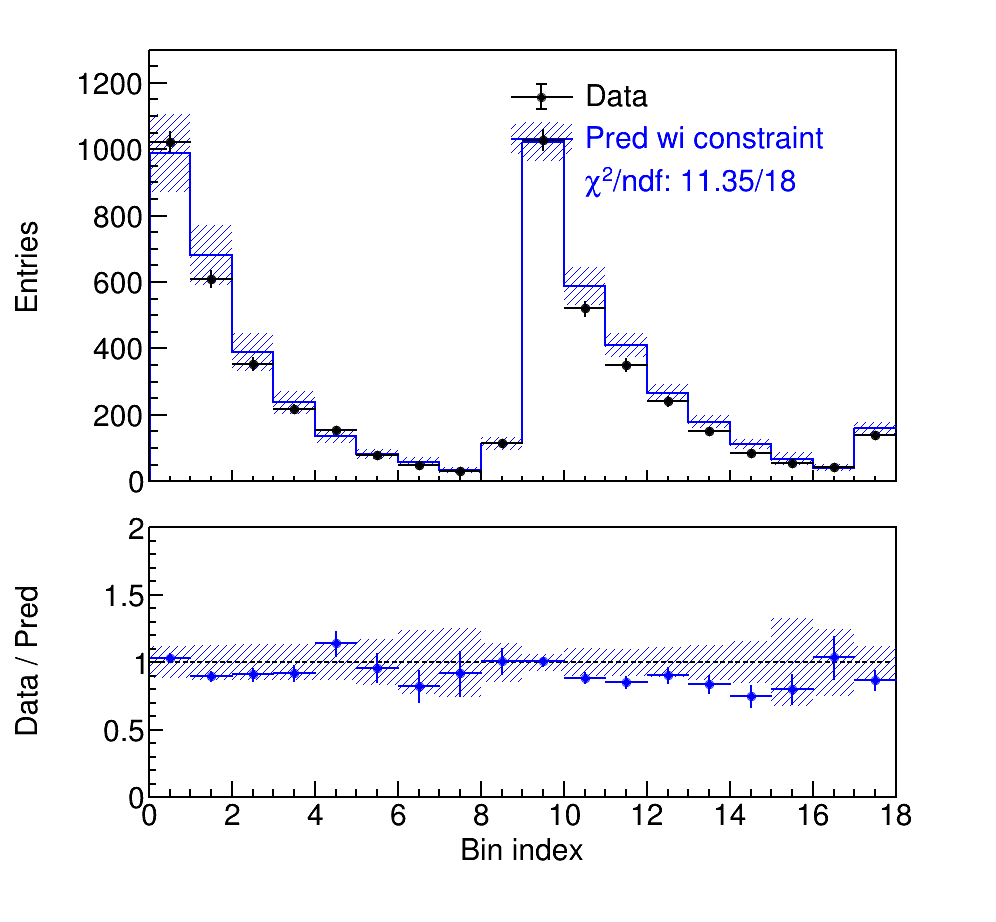 Entries
1200
1000
800
600
400
200
0
Data
Pred wi constraint
χ²/ndf: 11.35/18
Data / Pred
2
1.5
1
0.5
0
0 2 4 6 8 10 12 14 16 18
Bin index